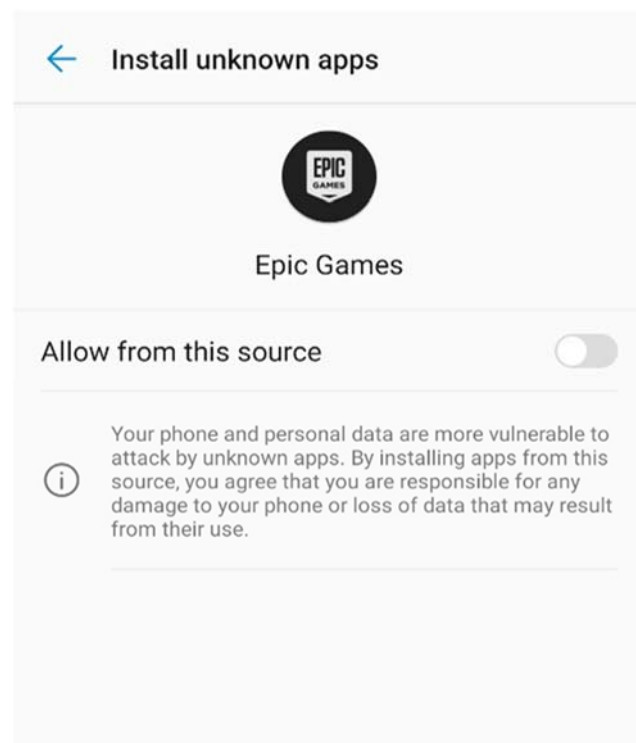 Install unknown apps
EPIC
GAMES
Epic Games
Allow from this source
Your phone and personal data are more vulnerable to
attack by unknown apps. By installing apps from this
source, you agree that you are responsible for any
damage to your phone or loss of data that may result
from their use.